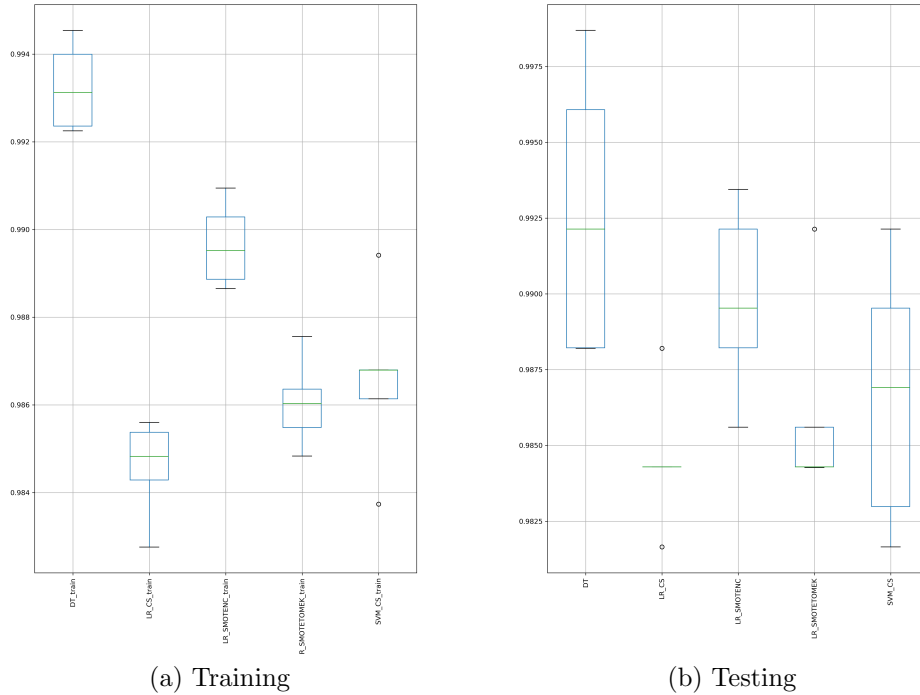 0.994
0.992
0.990
0.988
0.986
0.984
DT_train
LR_CS_train
LR_SMOTENC_train
R_SMOTETOMEK_train
SVM_CS_train
(a) Training
0.9975
0.9950
0.9925
0.9900
0.9875
0.9850
0.9825
DT
LR_CS
LR_SMOTENC
LR_SMOTETOMEK
SVM_CS
(b) Testing